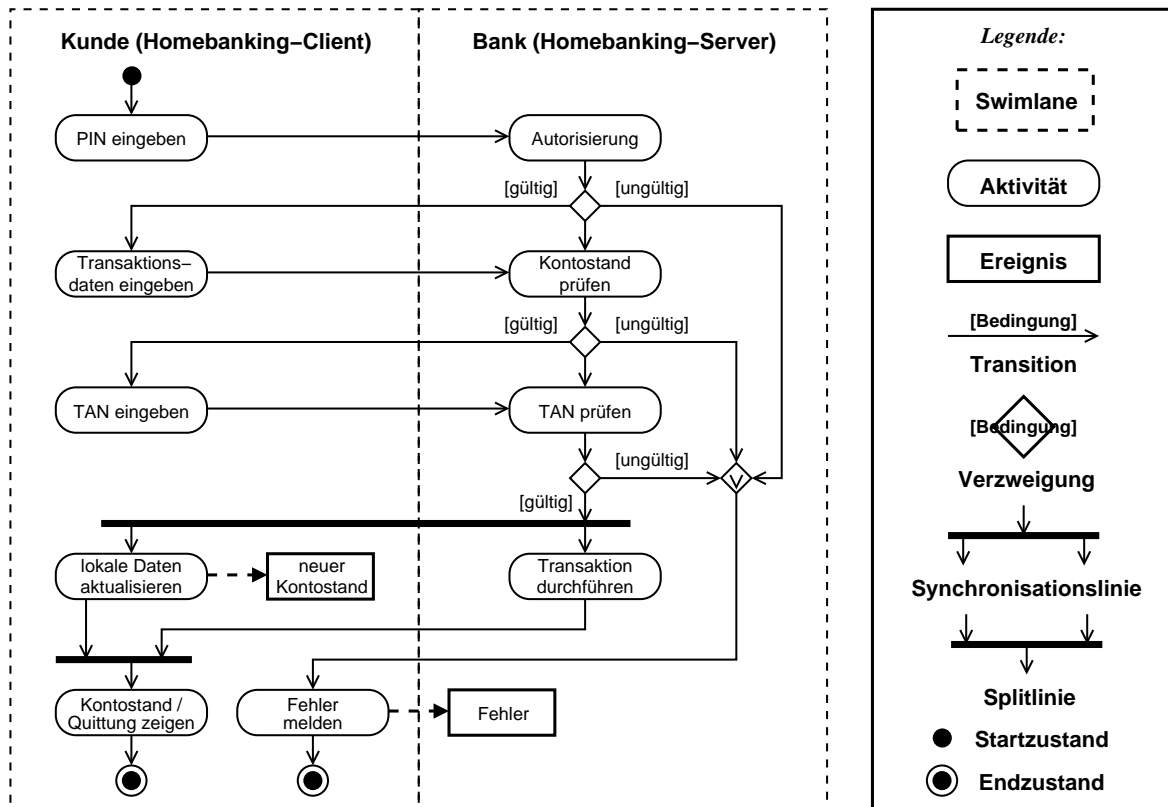 Kunde (Homebanking–Client)
Bank (Homebanking–Server)
PIN eingeben
Autorisierung
[gültig]
[ungültig]
Transaktions–
daten eingeben
Kontostand
prüfen
[gültig]
[ungültig]
TAN eingeben
TAN prüfen
[ungültig]
V
[gültig]
lokale Daten
aktualisieren
neuer
Kontostand
Transaktion
durchführen
Kontostand /
Quittung zeigen
Fehler
melden
Fehler
Legende:
Swimlane
Aktivität
Ereignis
[Bedingung]
Transition
[Bedingung]
Verzweigung
Synchronisationslinie
Splitlinie
Startzustand
Endzustand